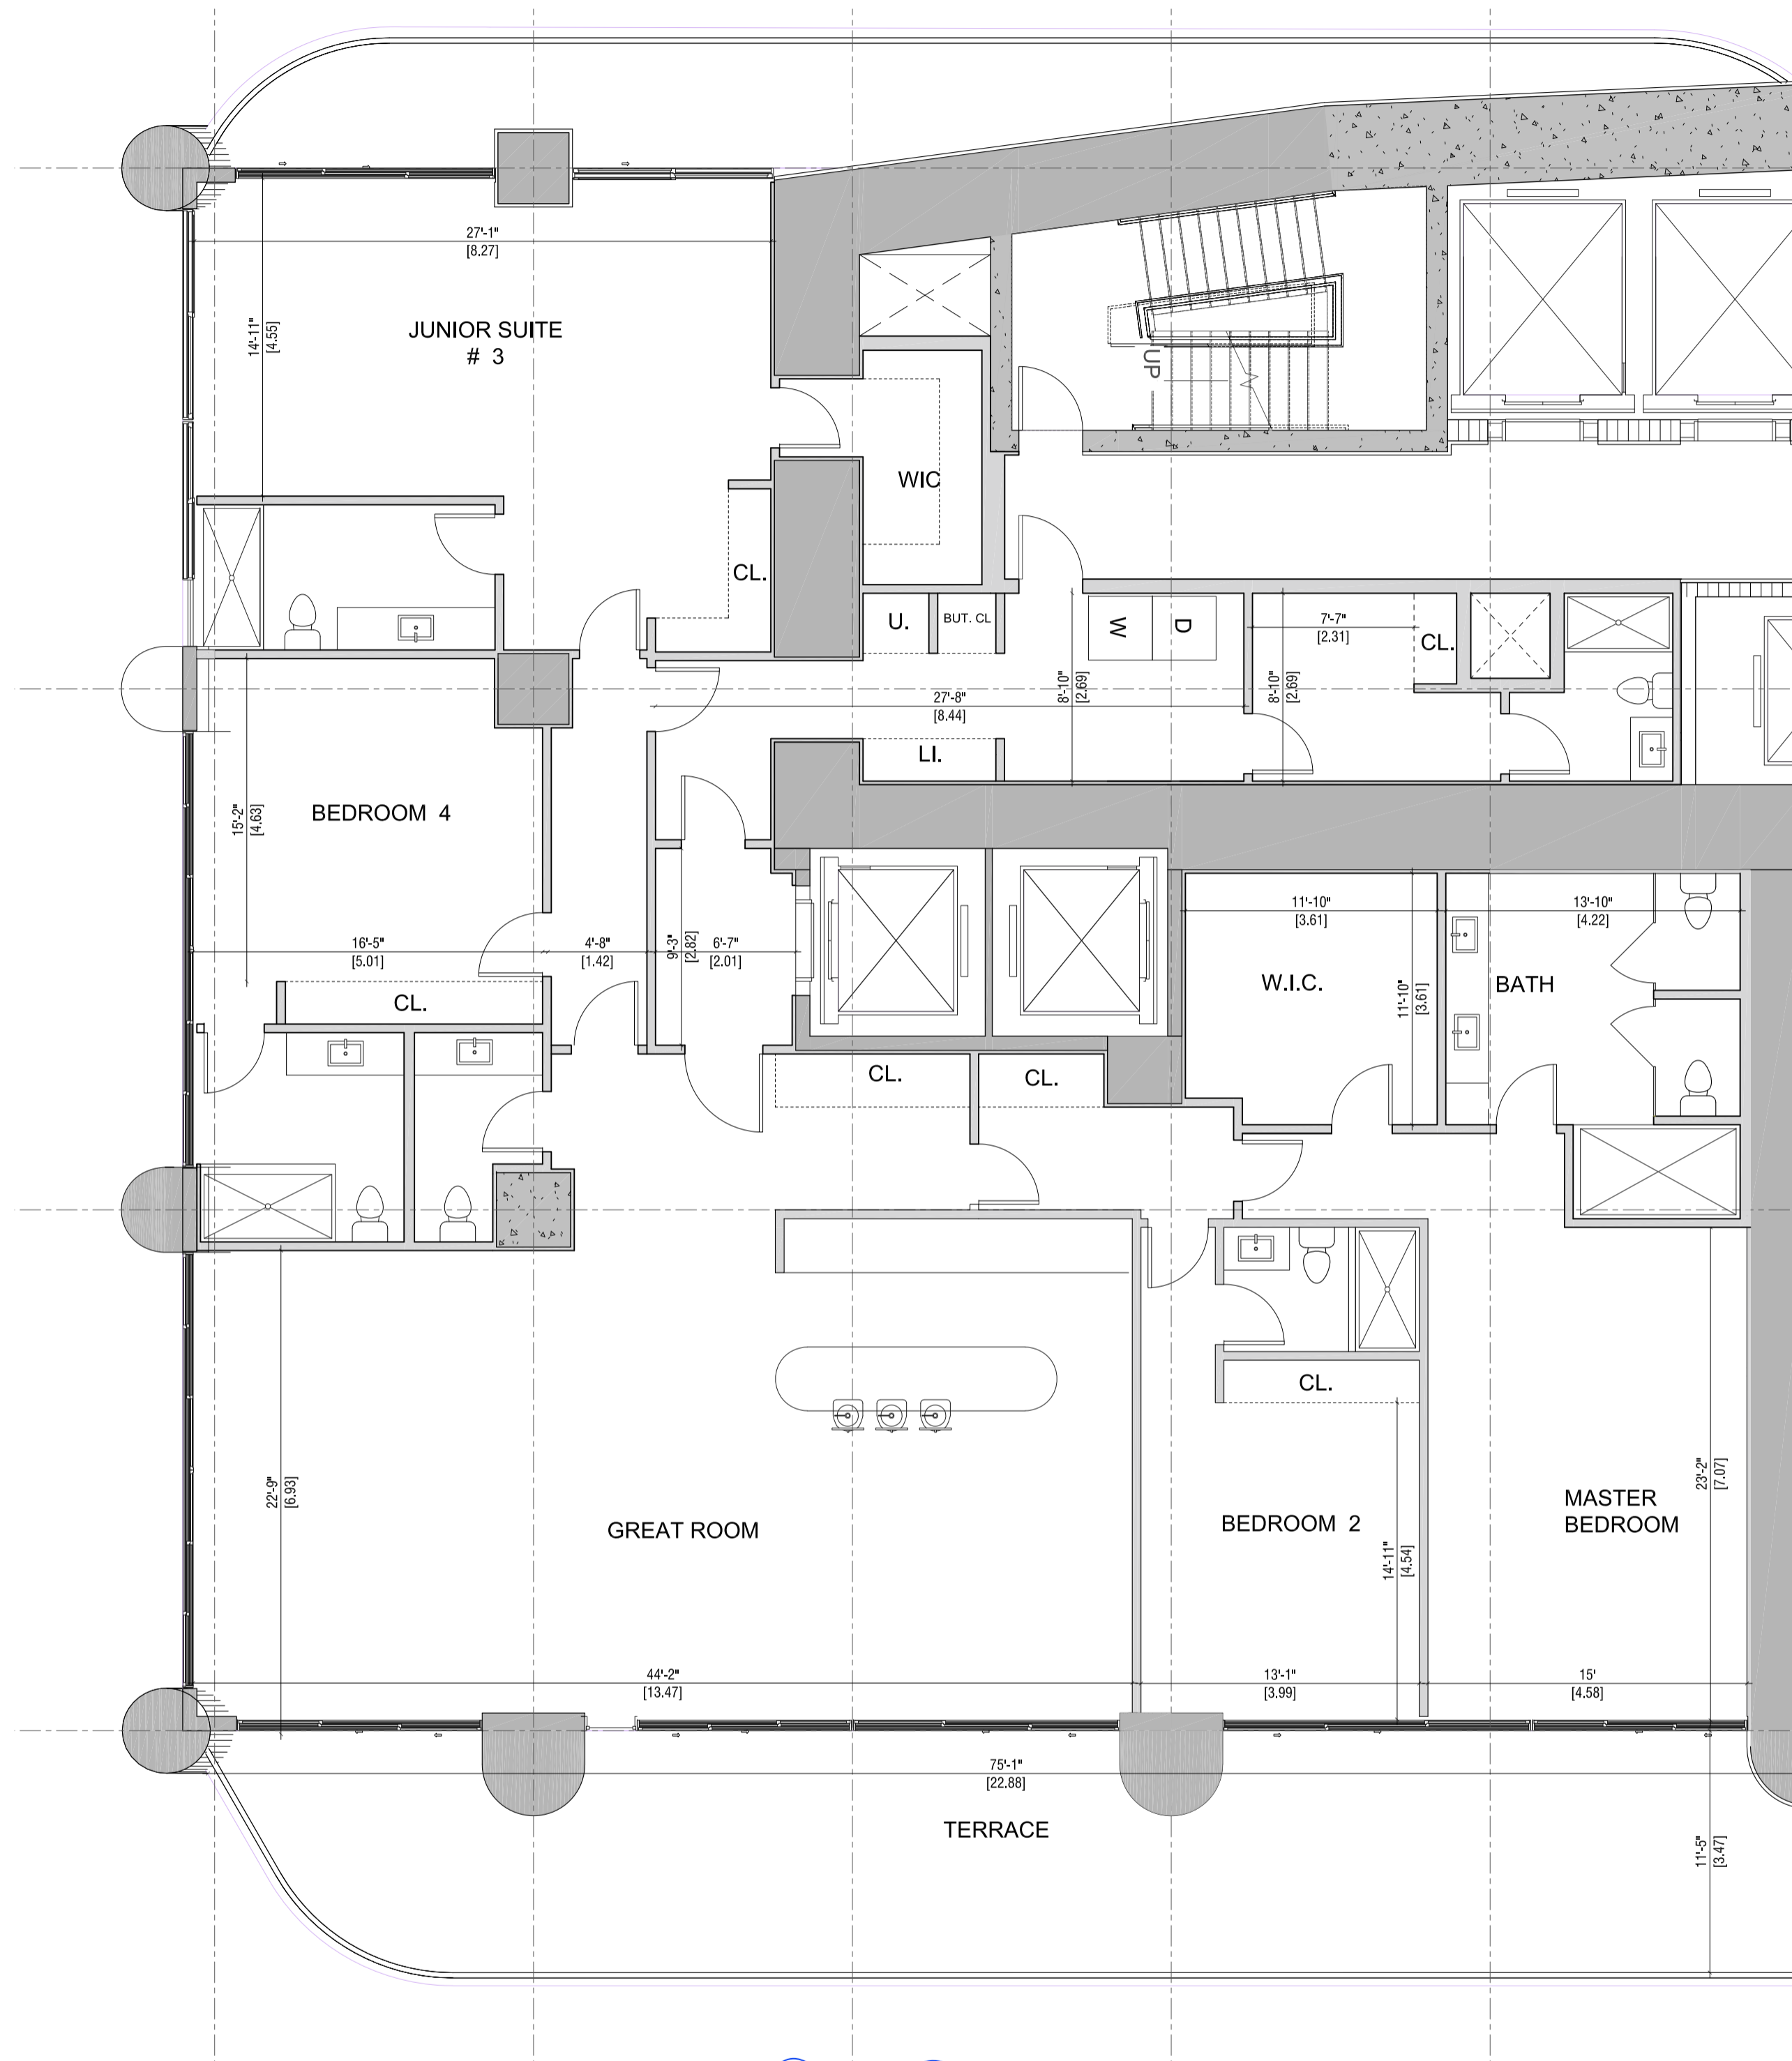 27'-1"
[8.27]
14'-11"
[4.55]
JUNIOR SUITE
# 3
UP
WIC
CL.
U.
BUT. CL
W
D
7'-7"
[2.31]
CL.
8'-10"
[2.69]
8'-10"
[2.69]
27'-8"
[8.44]
LI.
BEDROOM 4
15'-2"
[4.63]
16'-5"
[5.01]
4'-8"
[1.42]
9'-3"
[2.82]
6'-7"
[2.01]
11'-10"
[3.61]
13'-10"
[4.22]
W.I.C.
11'-10"
[3.61]
BATH
CL.
CL.
CL.
CL.
22'-9"
[6.93]
GREAT ROOM
BEDROOM 2
14'-11"
[4.54]
MASTER
BEDROOM
23'-2"
[7.07]
44'-2"
[13.47]
13'-1"
[3.99]
15'
[4.58]
75'-1"
[22.88]
TERRACE
11'-5"
[3.47]